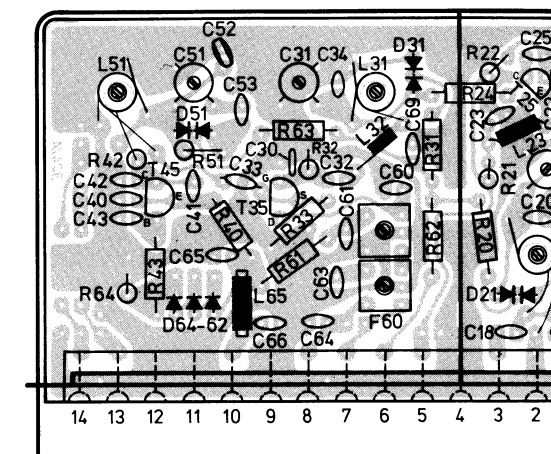 C52
C25
D31
R22
L51
C51
C31
C34
L31
C53
R24
C69
C23
D51
R63
L32
R31
L23
R42
T45
R51
C30
R32
C33
C32
C42
C40
C43
E
B
C41
T35
G
S
D
C60
R21
C61
R40
R33
R62
R20
C20
C65
R43
R61
R64
C63
L65
D21
D64-62
F60
C66
C64
C18
14 13 12 11 10 9 8 7 6 5 4 3 2